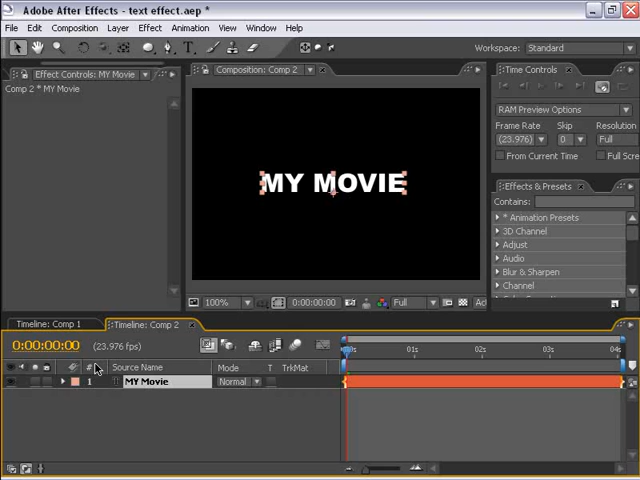 Adobe After Effects - text effect.aep *
File Edit Composition Layer Effect Animation View Window Help
Workspace: Standard
Effect Controls: MY Movie
Comp 2 * MY Movie
Composition: Comp 2
MY MOVIE
100% 0:00:00:00 Full
Time Controls
RAM Preview Options
Frame Rate Skip Resolution
(23.976) 0 Full
From Current Time Full Scre
Effects & Presets
Contains:
* Animation Presets
3D Channel
Adjust
Audio
Blur & Sharpen
Channel
Timeline: Comp 1 Timeline: Comp 2
0:00:00:00 (23.976 fps)
# Source Name Mode T TrkMat
01s 02s 03s 04s
1 T MY Movie Normal